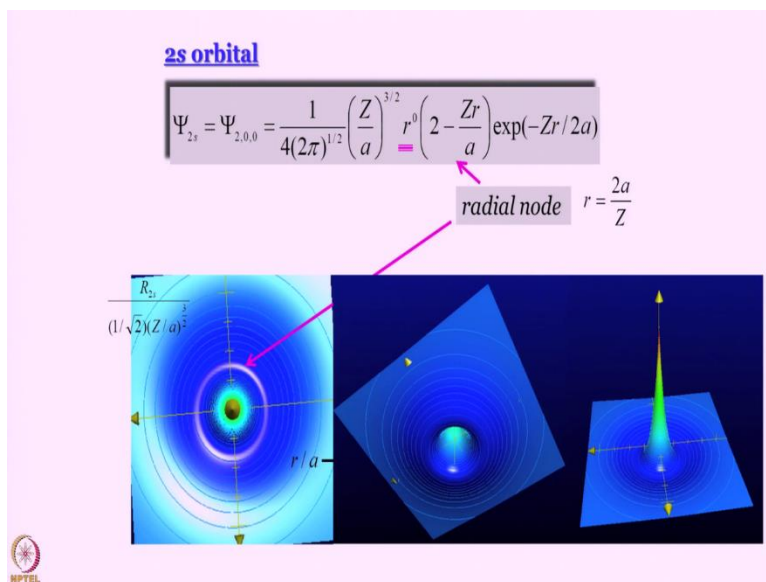 2s orbital
Ψ₂ₛ = Ψ₂,₀,₀ = 1/(4(2π)^{1/2}) (Z/a)^{3/2} r⁰ (2 − Zr/a) exp(−Zr/2a)
radial node r = 2a/Z
R₂ₛ/((1/√2)(Z/a)^{3/2})
r/a
NPTEL